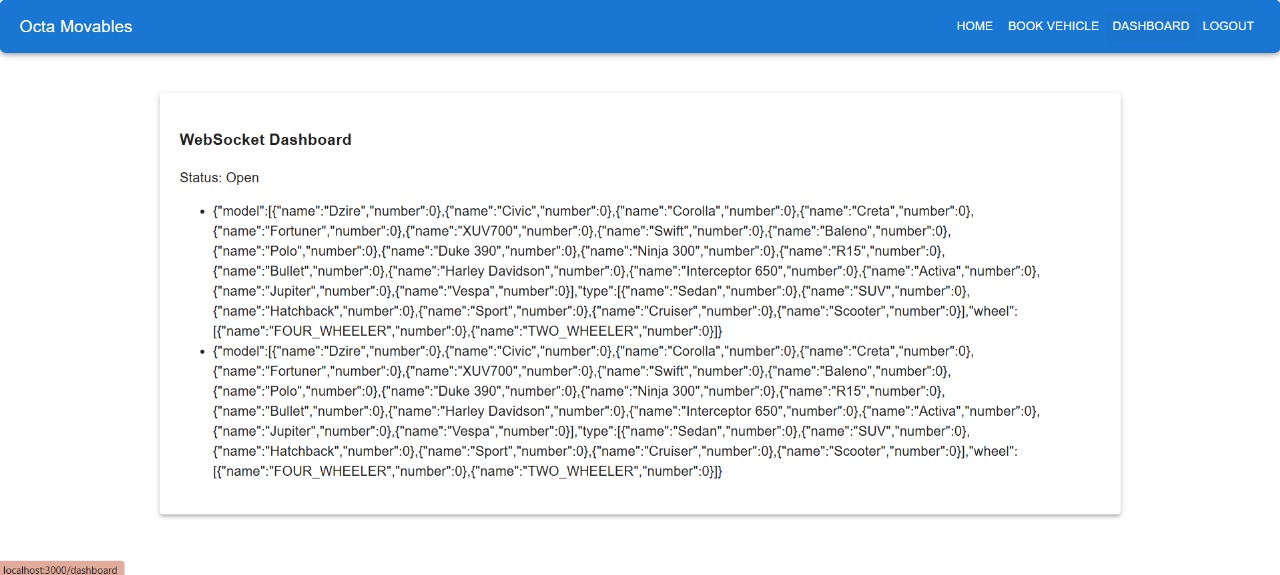 Octa Movables
HOME BOOK VEHICLE DASHBOARD LOGOUT
WebSocket Dashboard
Status: Open
• {"model":[{"name":"Dzire","number":0},{"name":"Civic","number":0},{"name":"Corolla","number":0},{"name":"Creta","number":0},
{"name":"Fortuner","number":0},{"name":"XUV700","number":0},{"name":"Swift","number":0},{"name":"Baleno","number":0},
{"name":"Polo","number":0},{"name":"Duke 390","number":0},{"name":"Ninja 300","number":0},{"name":"R15","number":0},
{"name":"Bullet","number":0},{"name":"Harley Davidson","number":0},{"name":"Interceptor 650","number":0},{"name":"Activa","number":0},
{"name":"Jupiter","number":0},{"name":"Vespa","number":0}],"type":[{"name":"Sedan","number":0},{"name":"SUV","number":0},
{"name":"Hatchback","number":0},{"name":"Sport","number":0},{"name":"Cruiser","number":0},{"name":"Scooter","number":0}],"wheel":
[{"name":"FOUR_WHEELER","number":0},{"name":"TWO_WHEELER","number":0}]}
• {"model":[{"name":"Dzire","number":0},{"name":"Civic","number":0},{"name":"Corolla","number":0},{"name":"Creta","number":0},
{"name":"Fortuner","number":0},{"name":"XUV700","number":0},{"name":"Swift","number":0},{"name":"Baleno","number":0},
{"name":"Polo","number":0},{"name":"Duke 390","number":0},{"name":"Ninja 300","number":0},{"name":"R15","number":0},
{"name":"Bullet","number":0},{"name":"Harley Davidson","number":0},{"name":"Interceptor 650","number":0},{"name":"Activa","number":0},
{"name":"Jupiter","number":0},{"name":"Vespa","number":0}],"type":[{"name":"Sedan","number":0},{"name":"SUV","number":0},
{"name":"Hatchback","number":0},{"name":"Sport","number":0},{"name":"Cruiser","number":0},{"name":"Scooter","number":0}],"wheel":
[{"name":"FOUR_WHEELER","number":0},{"name":"TWO_WHEELER","number":0}]}
localhost:3000/dashboard